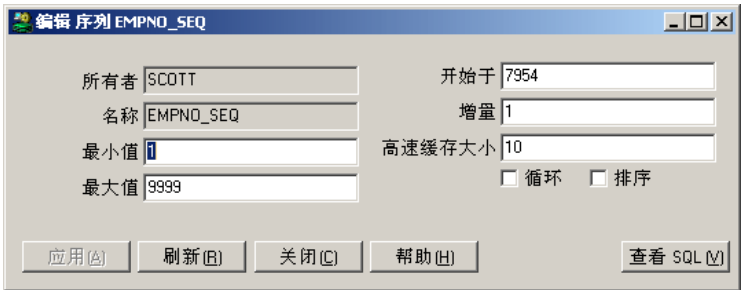 编辑 序列 EMPNO_SEQ
所有者 SCOTT
名称 EMPNO_SEQ
最小值 1
最大值 9999
开始于 7954
增量 1
高速缓存大小 10
循环 排序
应用(A) 刷新(R) 关闭(C) 帮助(H) 查看 SQL(V)